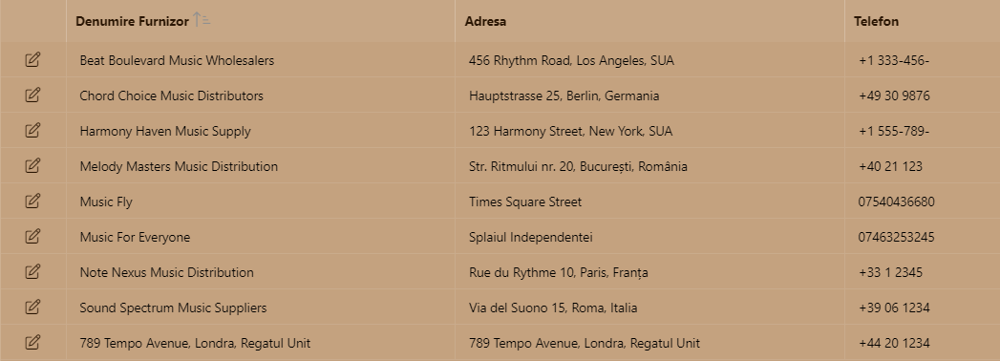 Denumire Furnizor Adresa Telefon
Beat Boulevard Music Wholesalers 456 Rhythm Road, Los Angeles, SUA +1 333-456-
Chord Choice Music Distributors Hauptstrasse 25, Berlin, Germania +49 30 9876
Harmony Haven Music Supply 123 Harmony Street, New York, SUA +1 555-789-
Melody Masters Music Distribution Str. Ritmului nr. 20, București, România +40 21 123
Music Fly Times Square Street 07540436680
Music For Everyone Splaiul Independentei 07463253245
Note Nexus Music Distribution Rue du Rythme 10, Paris, Franța +33 1 2345
Sound Spectrum Music Suppliers Via del Suono 15, Roma, Italia +39 06 1234
789 Tempo Avenue, Londra, Regatul Unit 789 Tempo Avenue, Londra, Regatul Unit +44 20 1234